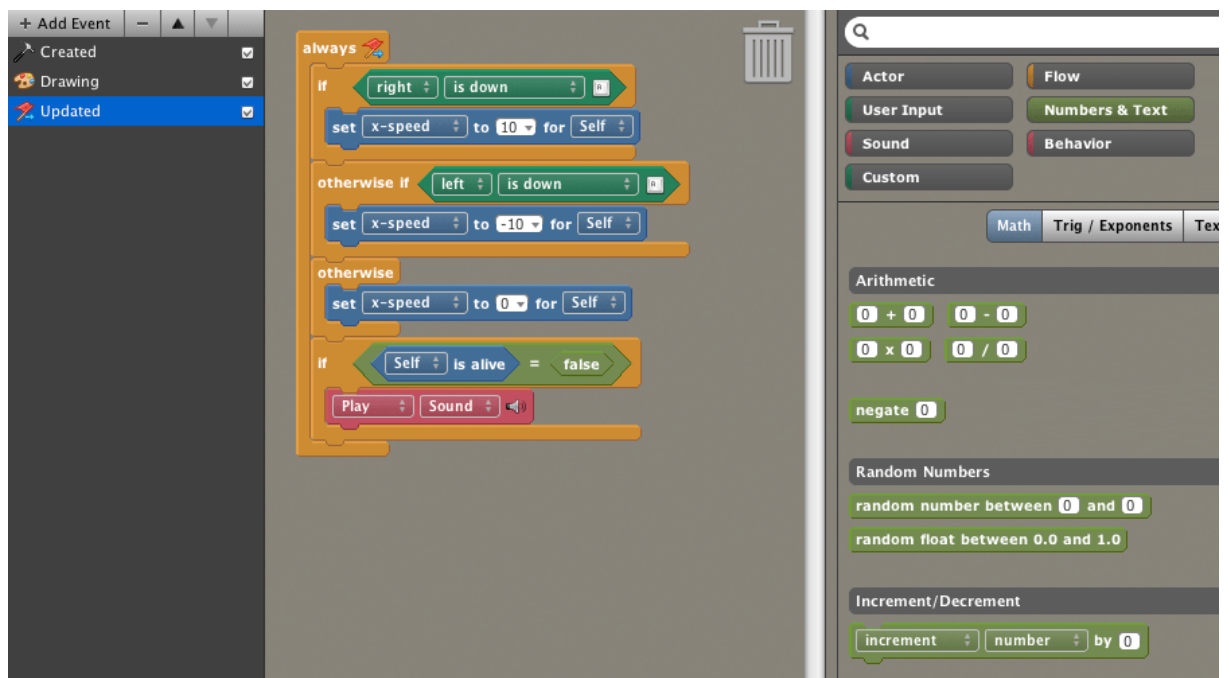 + Add Event
Created
Drawing
Updated
always
if right is down
set x-speed to 10 for Self
otherwise if left is down
set x-speed to -10 for Self
otherwise
set x-speed to 0 for Self
if Self is alive = false
Play Sound
Actor Flow
User Input Numbers & Text
Sound Behavior
Custom
Math Trig / Exponents Tex
Arithmetic
0 + 0 0 - 0
0 x 0 0 / 0
negate 0
Random Numbers
random number between 0 and 0
random float between 0.0 and 1.0
Increment/Decrement
increment number by 0